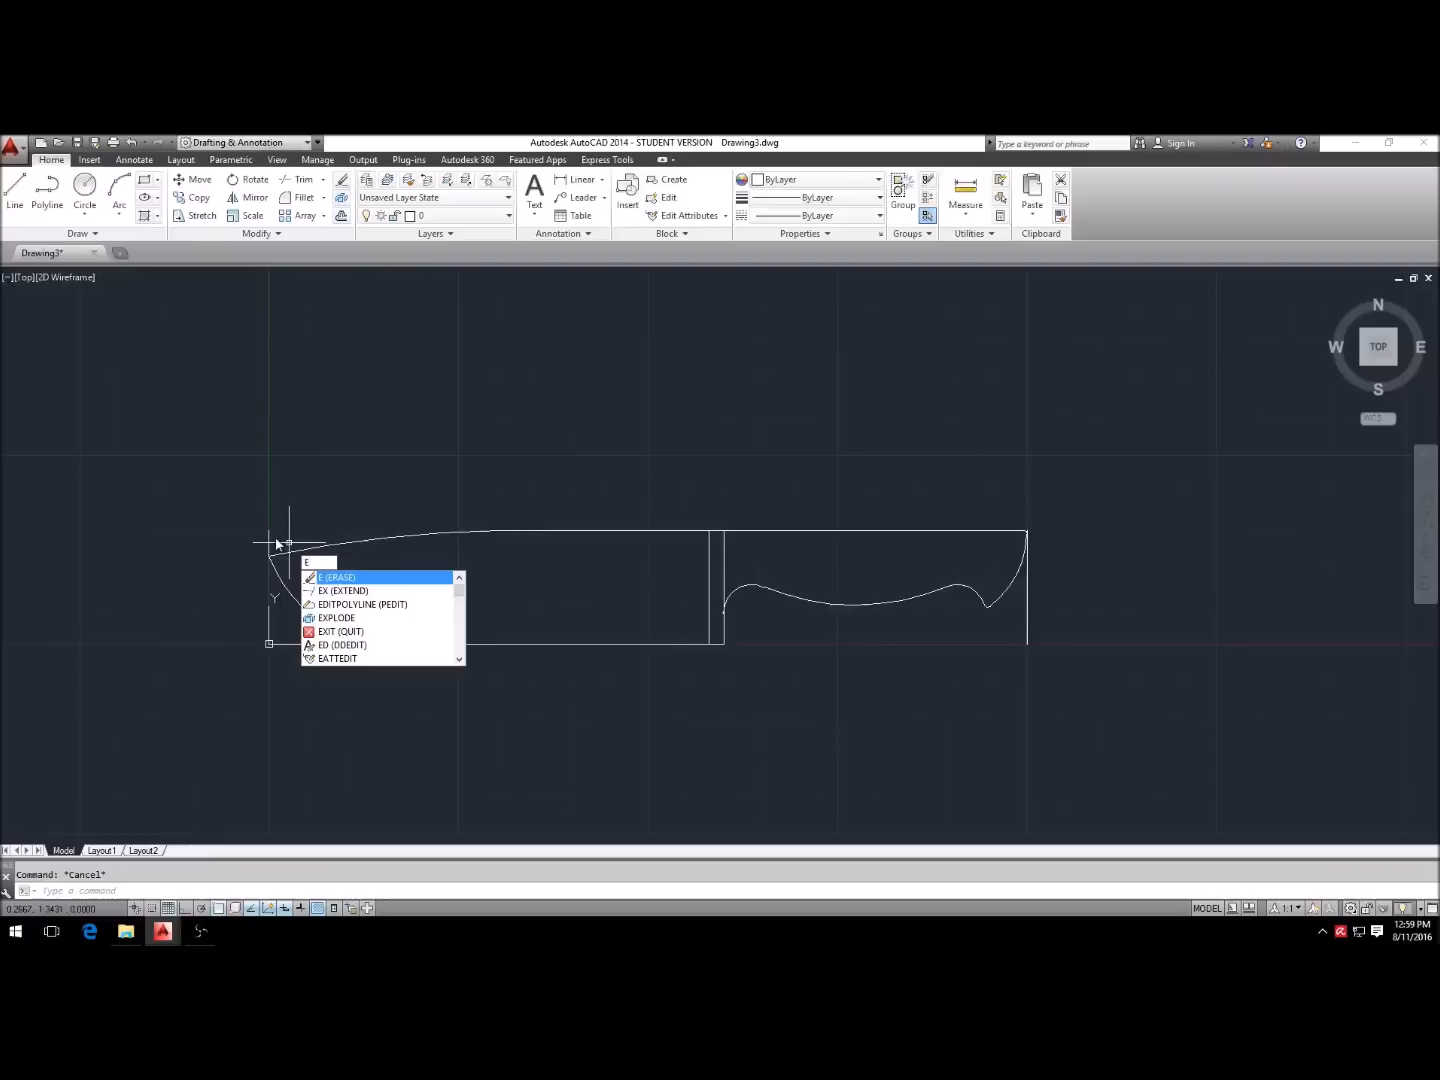 Drafting & Annotation
Autodesk AutoCAD 2014 - STUDENT VERSION Drawing3.dwg
Type a keyword or phrase
Sign In
Home Insert Annotate Layout Parametric View Manage Output Plug-ins Autodesk 360 Featured Apps Express Tools
Line Polyline Circle Arc
Move Rotate Trim
Copy Mirror Fillet
Stretch Scale Array
Unsaved Layer State
0
Text
Linear
Leader
Table
Insert
Create
Edit
Edit Attributes
ByLayer
ByLayer
ByLayer
Group
Measure
Paste
Draw Modify Layers Annotation Block Properties Groups Utilities Clipboard
Drawing3*
[−][Top][2D Wireframe]
N
W TOP E
S
WCS
E
E (ERASE)
EX (EXTEND)
EDITPOLYLINE (PEDIT)
EXPLODE
EXIT (QUIT)
ED (DDEDIT)
EATTEDIT
Y
Model Layout1 Layout2
Command: *Cancel*
Type a command
MODEL
1:1
12:59 PM
8/11/2016